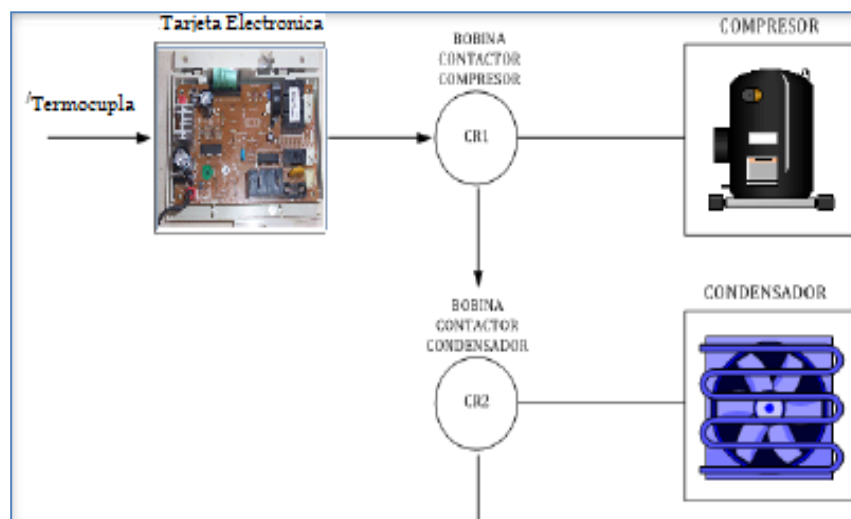 Tarjeta Electronica
COMPRESOR
BOBINA
CONTACTOR
COMPRESOR
/Termocupla
CR1
BOBINA
CONTACTOR
CONDENSADOR
CONDENSADOR
CR2